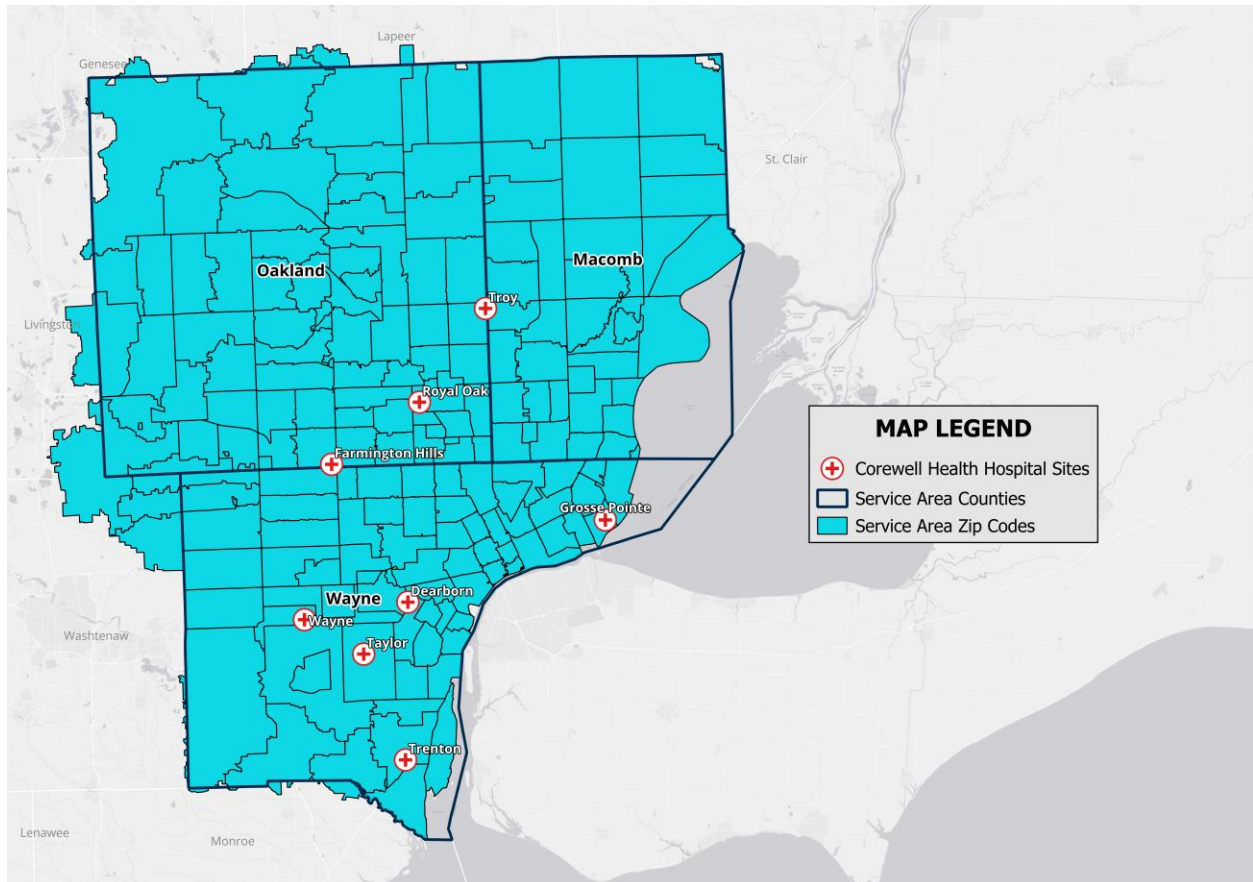 Lapeer
Genesee
St. Clair
Macomb
Oakland
Troy
Livingston
Royal Oak
MAP LEGEND
Farmington Hills
Corewell Health Hospital Sites
Service Area Counties
Grosse Pointe
Service Area Zip Codes
Dearborn
Wayne
Wayne
Washtenaw
Taylor
Trenton
Lenawee
Monroe